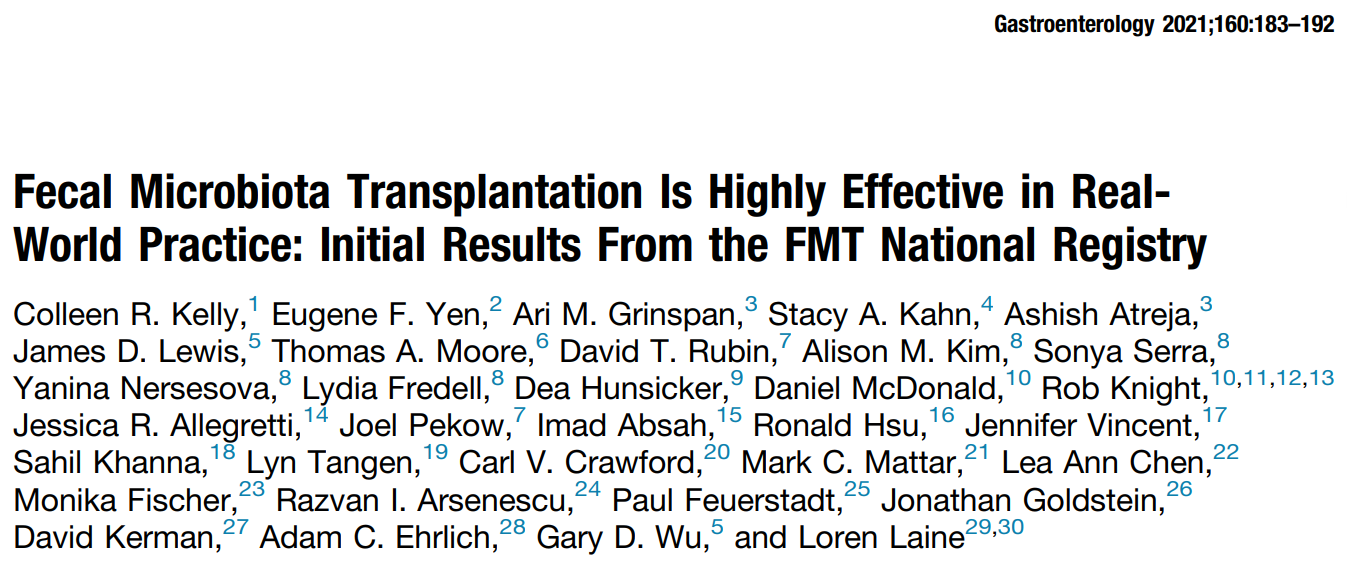 Gastroenterology 2021;160:183–192
Fecal Microbiota Transplantation Is Highly Effective in Real-
World Practice: Initial Results From the FMT National Registry
Colleen R. Kelly,1 Eugene F. Yen,2 Ari M. Grinspan,3 Stacy A. Kahn,4 Ashish Atreja,3
James D. Lewis,5 Thomas A. Moore,6 David T. Rubin,7 Alison M. Kim,8 Sonya Serra,8
Yanina Nersesova,8 Lydia Fredell,8 Dea Hunsicker,9 Daniel McDonald,10 Rob Knight,10,11,12,13
Jessica R. Allegretti,14 Joel Pekow,7 Imad Absah,15 Ronald Hsu,16 Jennifer Vincent,17
Sahil Khanna,18 Lyn Tangen,19 Carl V. Crawford,20 Mark C. Mattar,21 Lea Ann Chen,22
Monika Fischer,23 Razvan I. Arsenescu,24 Paul Feuerstadt,25 Jonathan Goldstein,26
David Kerman,27 Adam C. Ehrlich,28 Gary D. Wu,5 and Loren Laine29,30